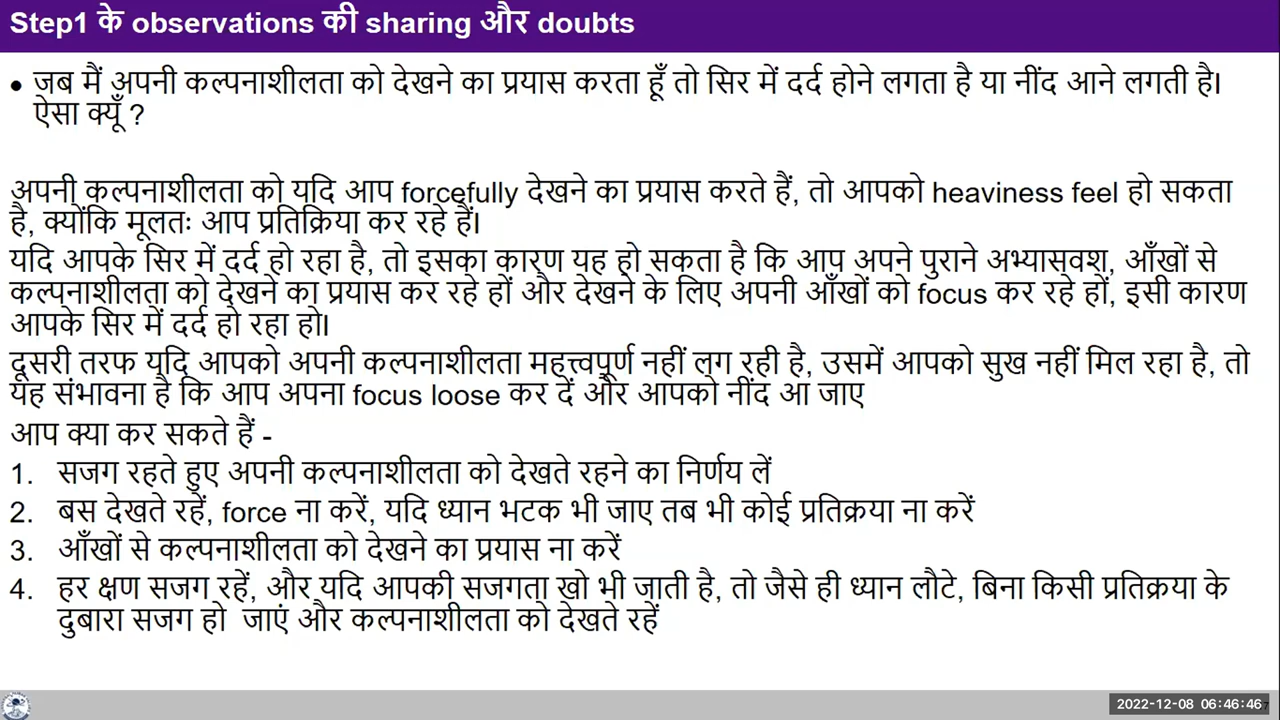 Step1 के observations की sharing और doubts
• जब मैं अपनी कल्पनाशीलता को देखने का प्रयास करता हूँ तो सिर में दर्द होने लगता है या नींद आने लगती है।
ऐसा क्यूँ ?
अपनी कल्पनाशीलता को यदि आप forcefully देखने का प्रयास करते हैं, तो आपको heaviness feel हो सकता
है, क्योंकि मूलतः आप प्रतिक्रिया कर रहे हैं।
यदि आपके सिर में दर्द हो रहा है, तो इसका कारण यह हो सकता है कि आप अपने पुराने अभ्यासवश, आँखों से
कल्पनाशीलता को देखने का प्रयास कर रहे हों और देखने के लिए अपनी आँखों को focus कर रहे हों, इसी कारण
आपके सिर में दर्द हो रहा हो।
दूसरी तरफ यदि आपको अपनी कल्पनाशीलता महत्त्वपूर्ण नहीं लग रही है, उसमें आपको सुख नहीं मिल रहा है, तो
यह संभावना है कि आप अपना focus loose कर दें और आपको नींद आ जाए
आप क्या कर सकते हैं -
1. सजग रहते हुए अपनी कल्पनाशीलता को देखते रहने का निर्णय लें
2. बस देखते रहें, force ना करें, यदि ध्यान भटक भी जाए तब भी कोई प्रतिक्रया ना करें
3. आँखों से कल्पनाशीलता को देखने का प्रयास ना करें
4. हर क्षण सजग रहें, और यदि आपकी सजगता खो भी जाती है, तो जैसे ही ध्यान लौटे, बिना किसी प्रतिक्रया के
दुबारा सजग हो जाएं और कल्पनाशीलता को देखते रहें
2022-12-08 06:46:46